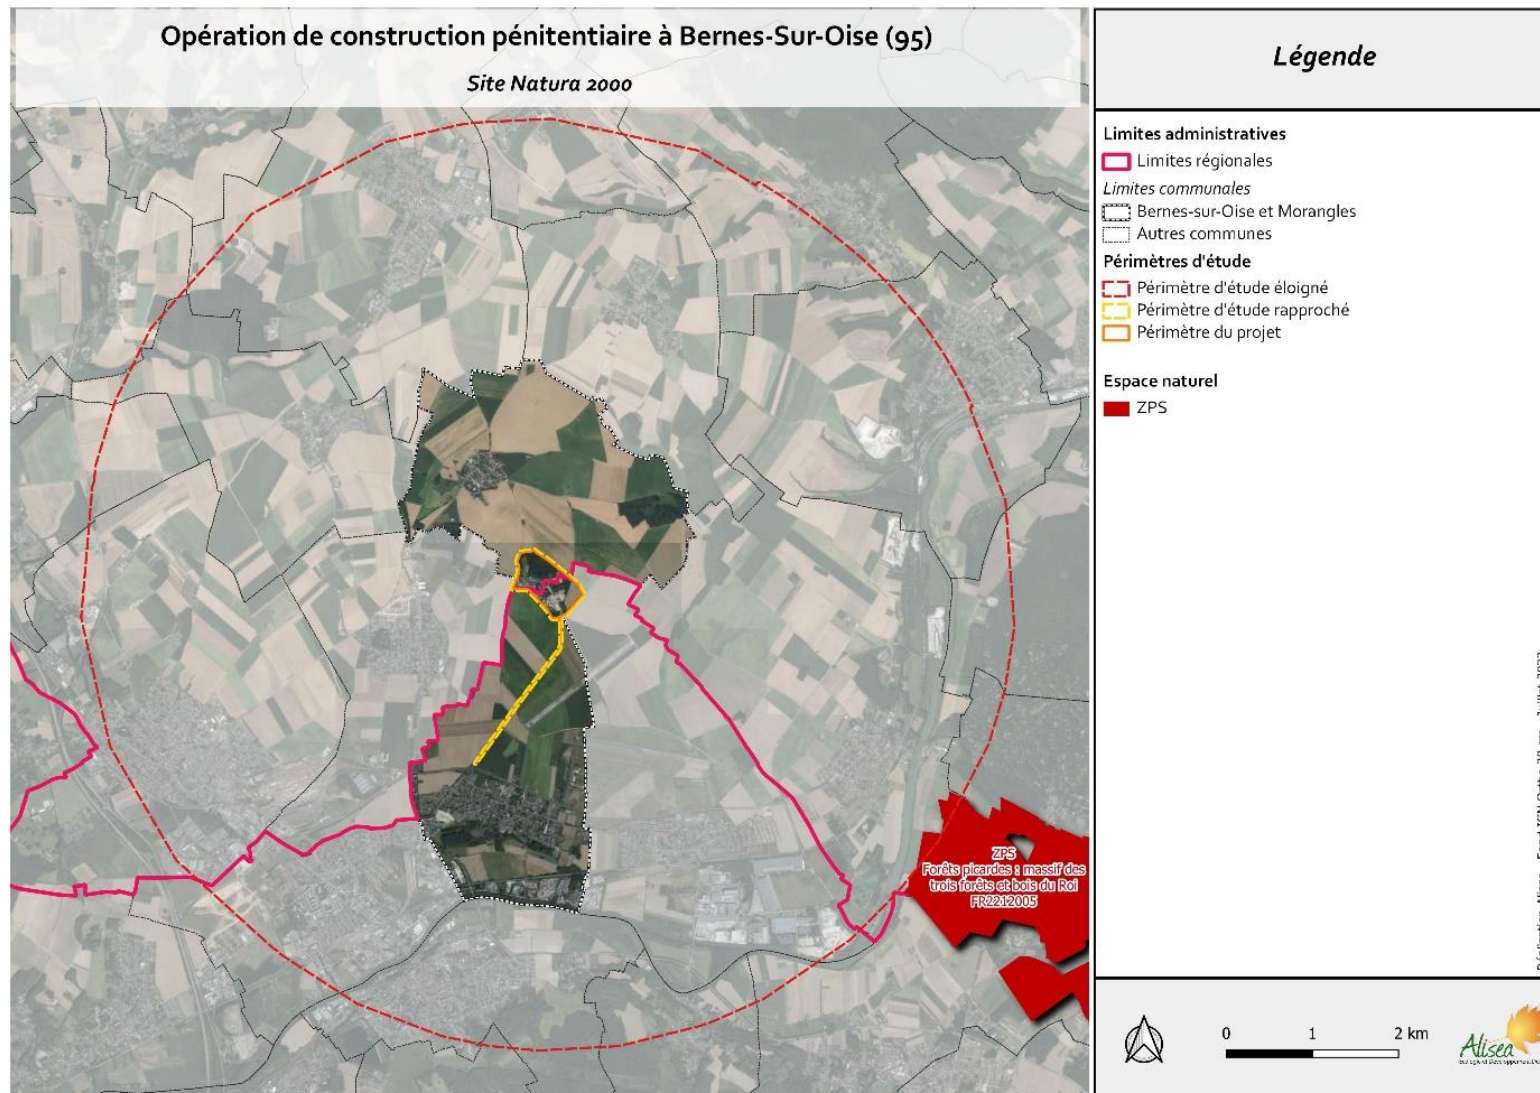 Opération de construction pénitentiaire à Bernes-Sur-Oise (95)
Site Natura 2000
Légende
Limites administratives
Limites régionales
Limites communales
Bernes-sur-Oise et Morangles
Autres communes
Périmètres d'étude
Périmètre d'étude éloigné
Périmètre d'étude rapproché
Périmètre du projet
Espace naturel
ZPS
ZPS
Forêts picardes : massif des
trois forêts et bois du Roi
FR2212005
0 1 2 km
Alisea